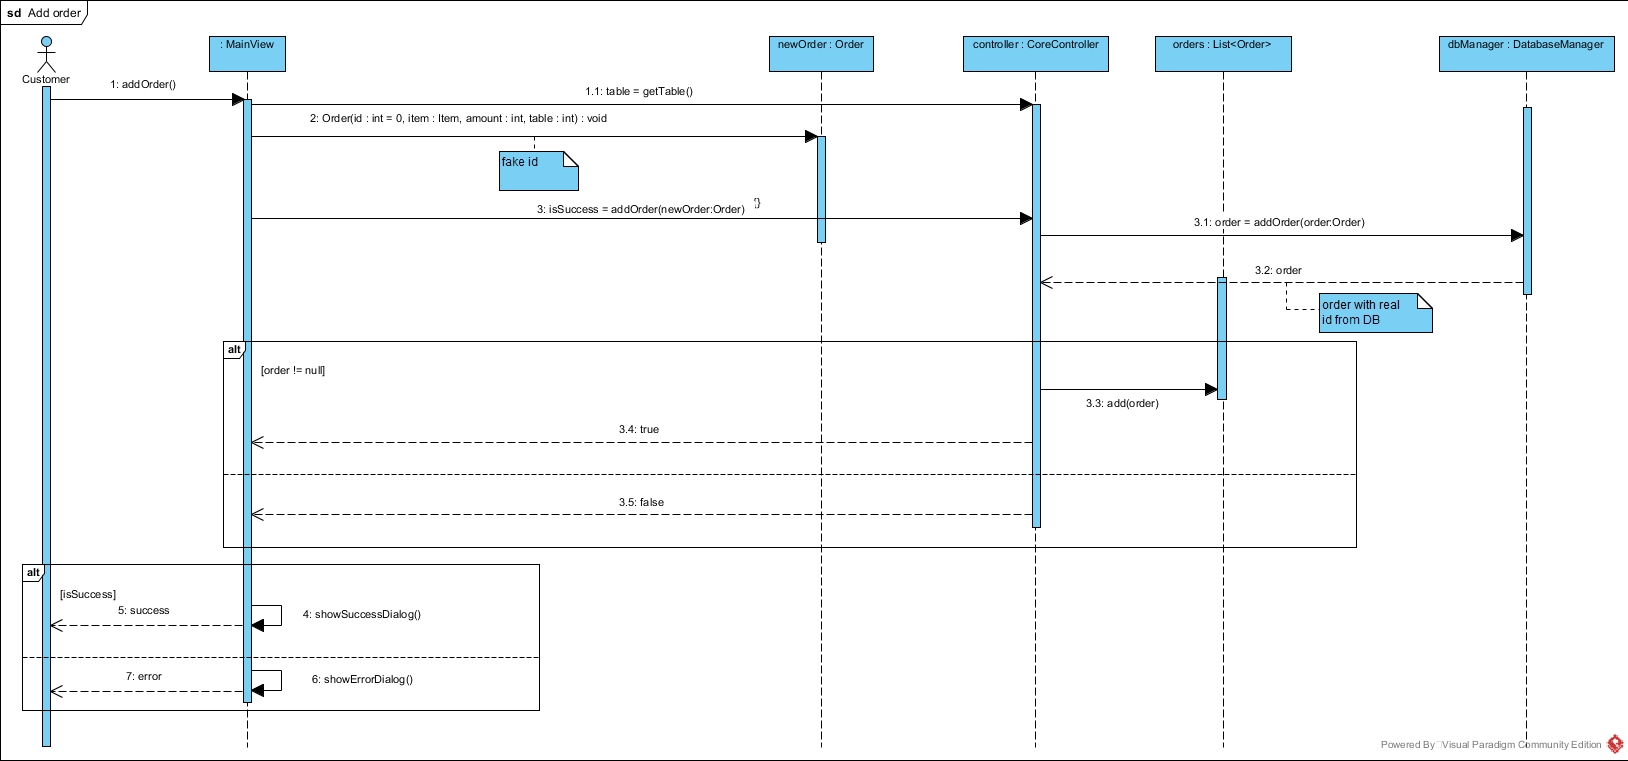 sd Add order
: MainView
newOrder : Order
controller : CoreController
orders : List<Order>
dbManager : DatabaseManager
Customer
1: addOrder()
1.1: table = getTable()
2: Order(id : int = 0, item : Item, amount : int, table : int) : void
fake id
{}
3: isSuccess = addOrder(newOrder:Order)
3.1: order = addOrder(order:Order)
3.2: order
order with real
id from DB
alt
[order != null]
3.3: add(order)
3.4: true
3.5: false
alt
[isSuccess]
5: success
4: showSuccessDialog()
7: error
6: showErrorDialog()
Powered By Visual Paradigm Community Edition